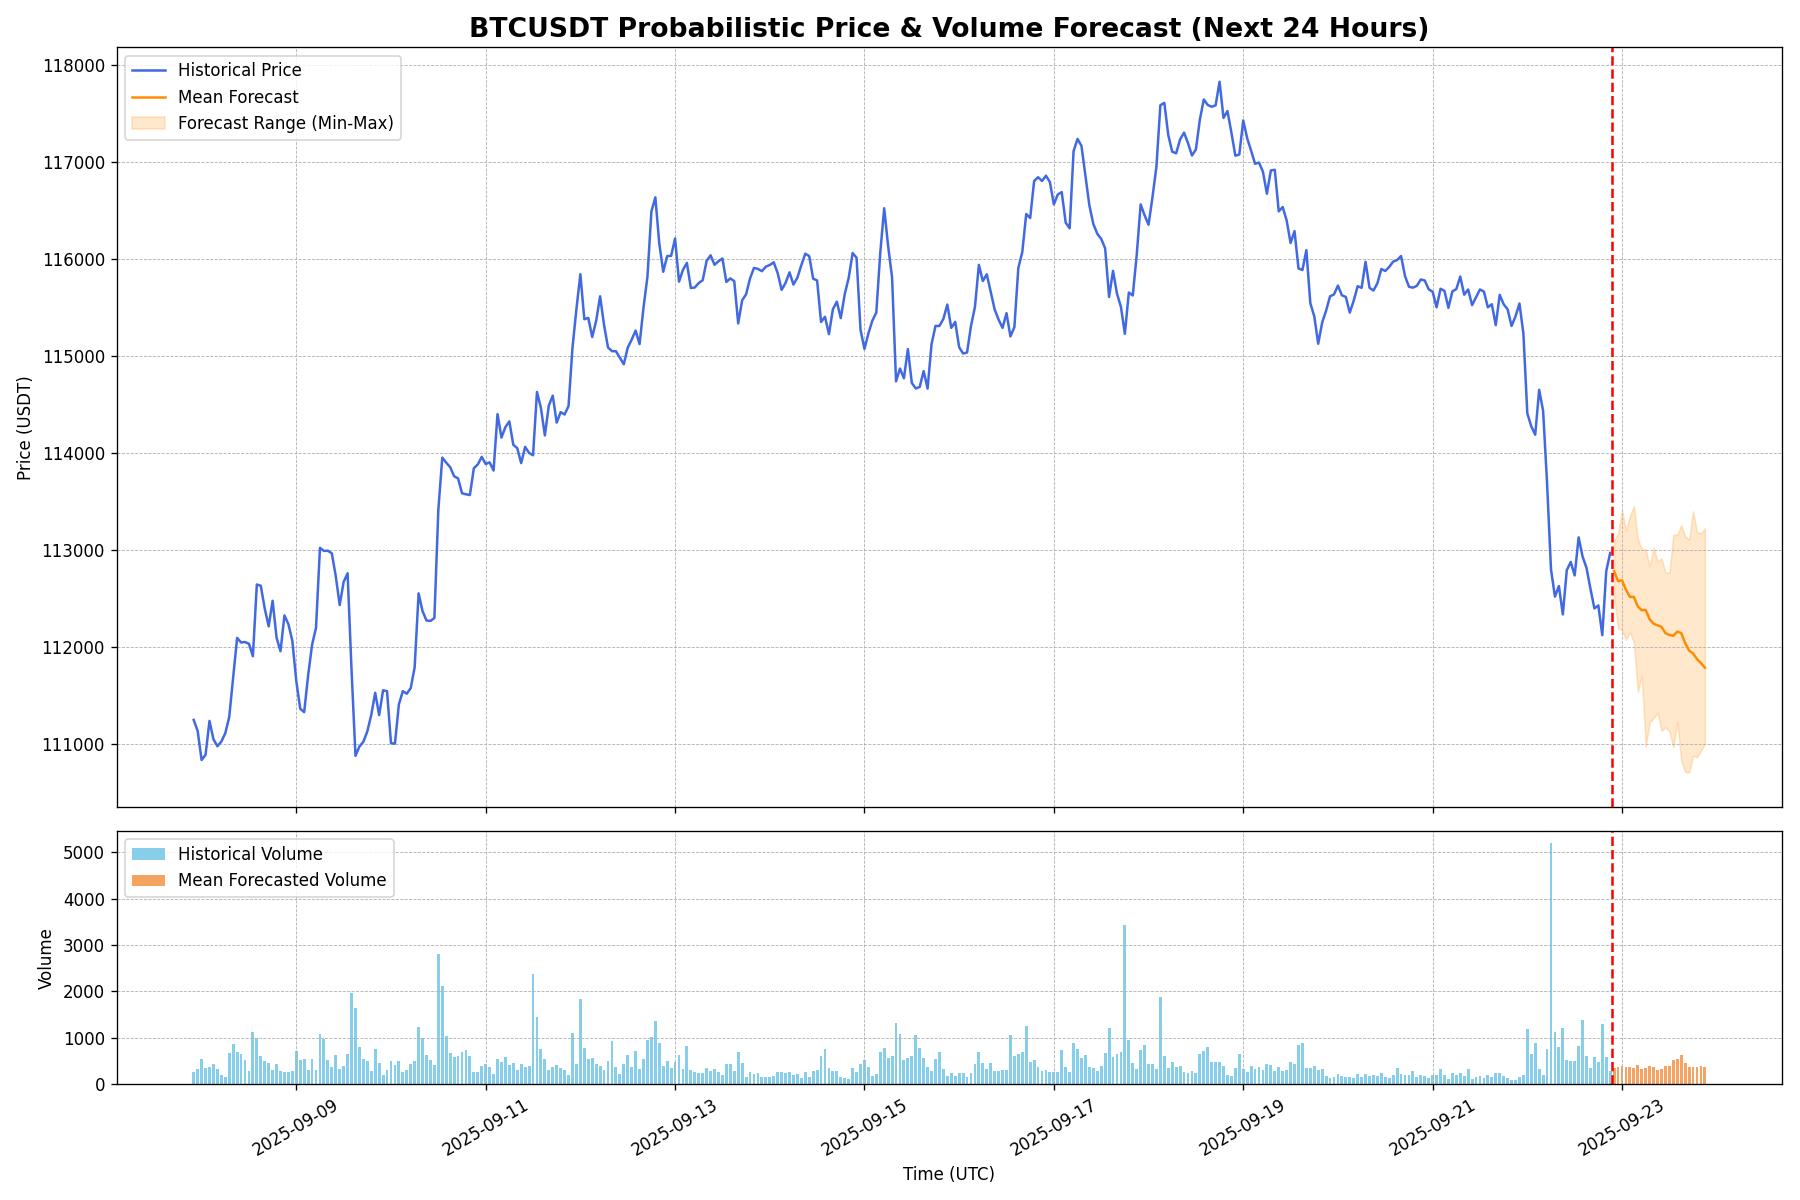 BTCUSDT Probabilistic Price & Volume Forecast (Next 24 Hours)
Historical Price
Mean Forecast
Forecast Range (Min-Max)
118000
117000
116000
115000
114000
113000
112000
111000
Price (USDT)
Historical Volume
Mean Forecasted Volume
5000
4000
3000
2000
1000
0
Volume
2025-09-09
2025-09-11
2025-09-13
2025-09-15
2025-09-17
2025-09-19
2025-09-21
2025-09-23
Time (UTC)